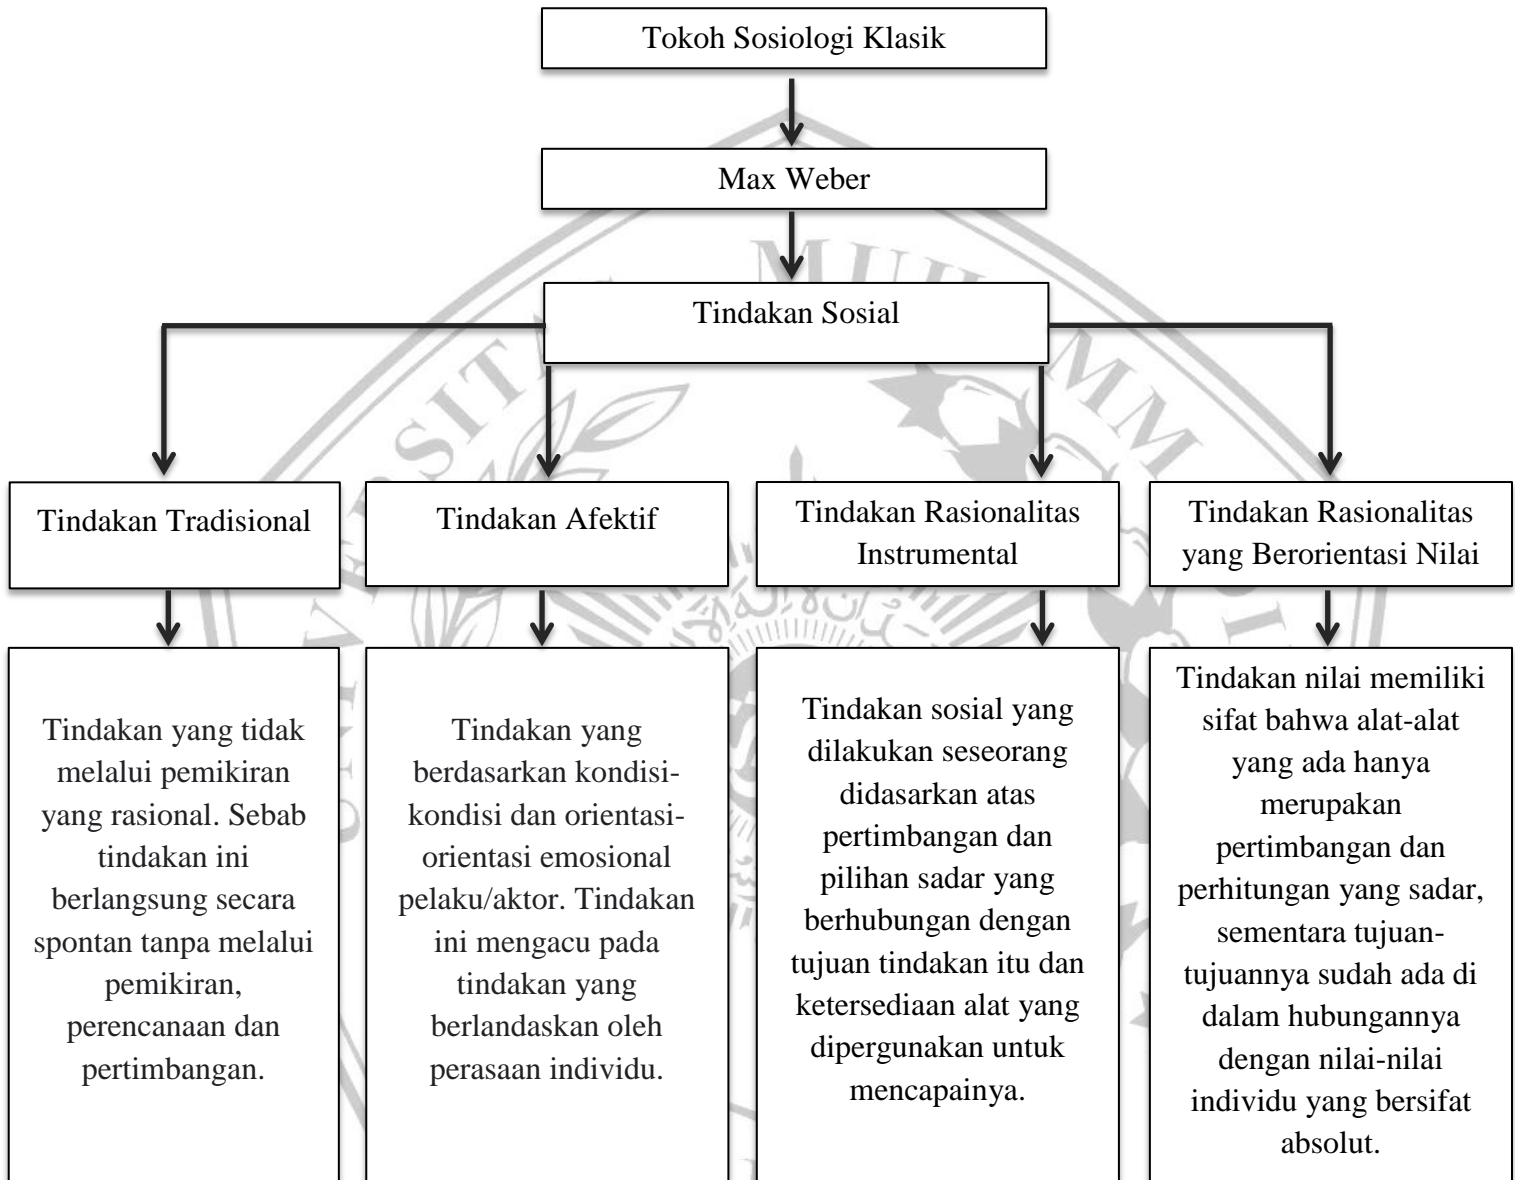 Tokoh Sosiologi Klasik
Max Weber
Tindakan Sosial
Tindakan Tradisional
Tindakan Afektif
Tindakan Rasionalitas
Instrumental
Tindakan Rasionalitas
yang Berorientasi Nilai
Tindakan yang tidak
melalui pemikiran
yang rasional. Sebab
tindakan ini
berlangsung secara
spontan tanpa melalui
pemikiran,
perencanaan dan
pertimbangan.
Tindakan yang
berdasarkan kondisi-
kondisi dan orientasi-
orientasi emosional
pelaku/aktor. Tindakan
ini mengacu pada
tindakan yang
berlandaskan oleh
perasaan individu.
Tindakan sosial yang
dilakukan seseorang
didasarkan atas
pertimbangan dan
pilihan sadar yang
berhubungan dengan
tujuan tindakan itu dan
ketersediaan alat yang
dipergunakan untuk
mencapainya.
Tindakan nilai memiliki
sifat bahwa alat-alat
yang ada hanya
merupakan
pertimbangan dan
perhitungan yang sadar,
sementara tujuan-
tujuannya sudah ada di
dalam hubungannya
dengan nilai-nilai
individu yang bersifat
absolut.